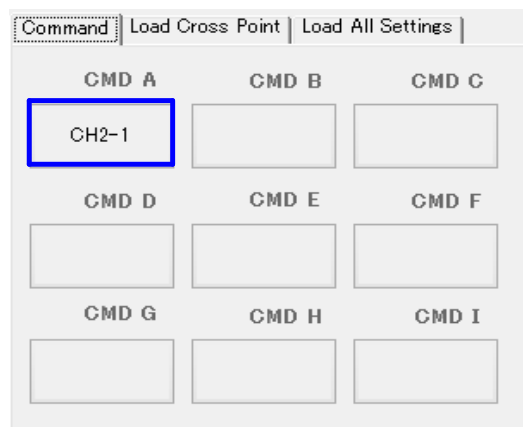 Command Load Cross Point Load All Settings
CMD A CMD B CMD C
CH2-1
CMD D CMD E CMD F
CMD G CMD H CMD I